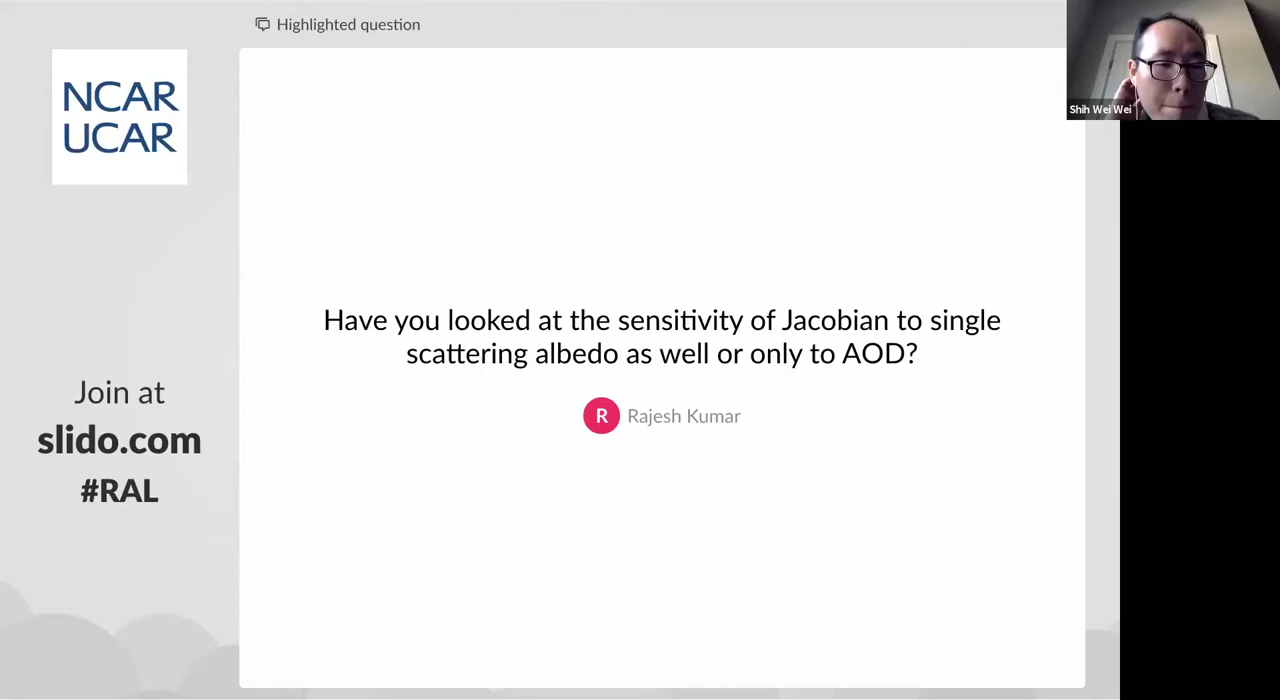 Highlighted question
NCAR
UCAR
Shih Wei Wei
Have you looked at the sensitivity of Jacobian to single
scattering albedo as well or only to AOD?
R Rajesh Kumar
Join at
slido.com
#RAL